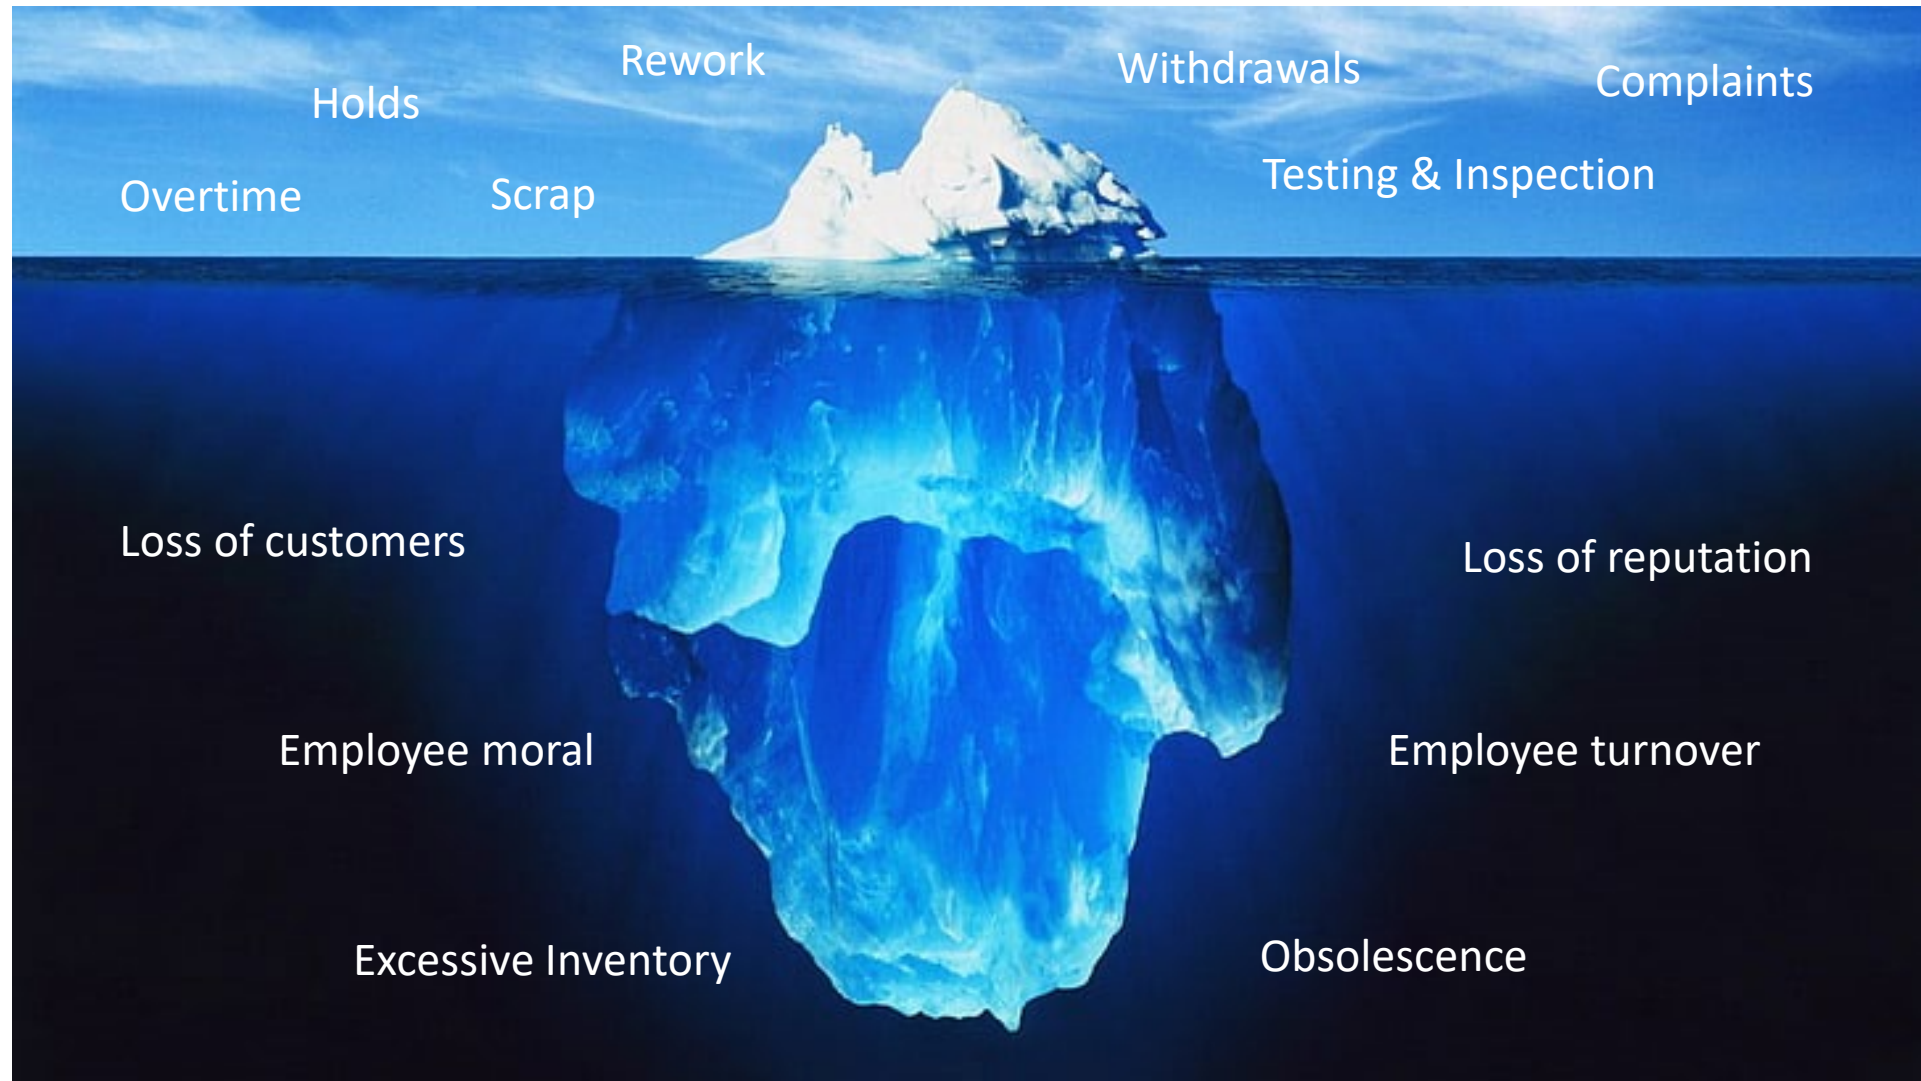 Rework
Withdrawals
Complaints
Holds
Testing & Inspection
Overtime
Scrap
Loss of customers
Loss of reputation
Employee moral
Employee turnover
Excessive Inventory
Obsolescence